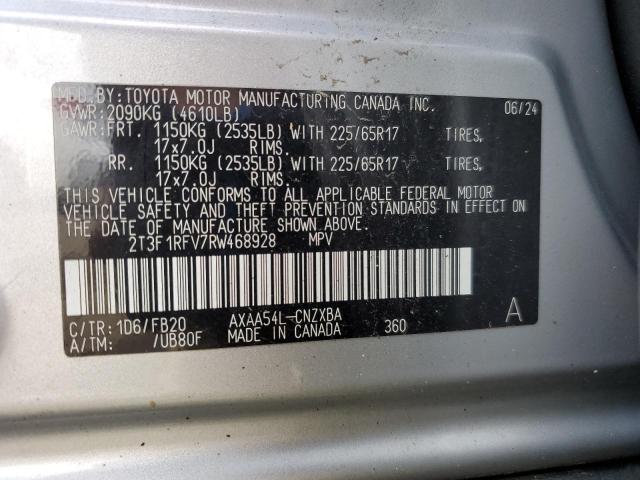 MFD.BY:TOYOTA MOTOR MANUFACTURING CANADA INC. 06/24
GVWR:2090KG (4610LB)
GAWR:FRT. 1150KG (2535LB) WITH 225/65R17 TIRES,
17x7.0J RIMS.
RR. 1150KG (2535LB) WITH 225/65R17 TIRES,
17x7.0J RIMS.
THIS VEHICLE CONFORMS TO ALL APPLICABLE FEDERAL MOTOR
VEHICLE SAFETY AND THEFT PREVENTION STANDARDS IN EFFECT ON
THE DATE OF MANUFACTURE SHOWN ABOVE.
2T3F1RFV7RW468928 MPV
C/TR:1D6/FB20 AXAA54L-CNZXBA A
A/TM: /UB80F MADE IN CANADA 360